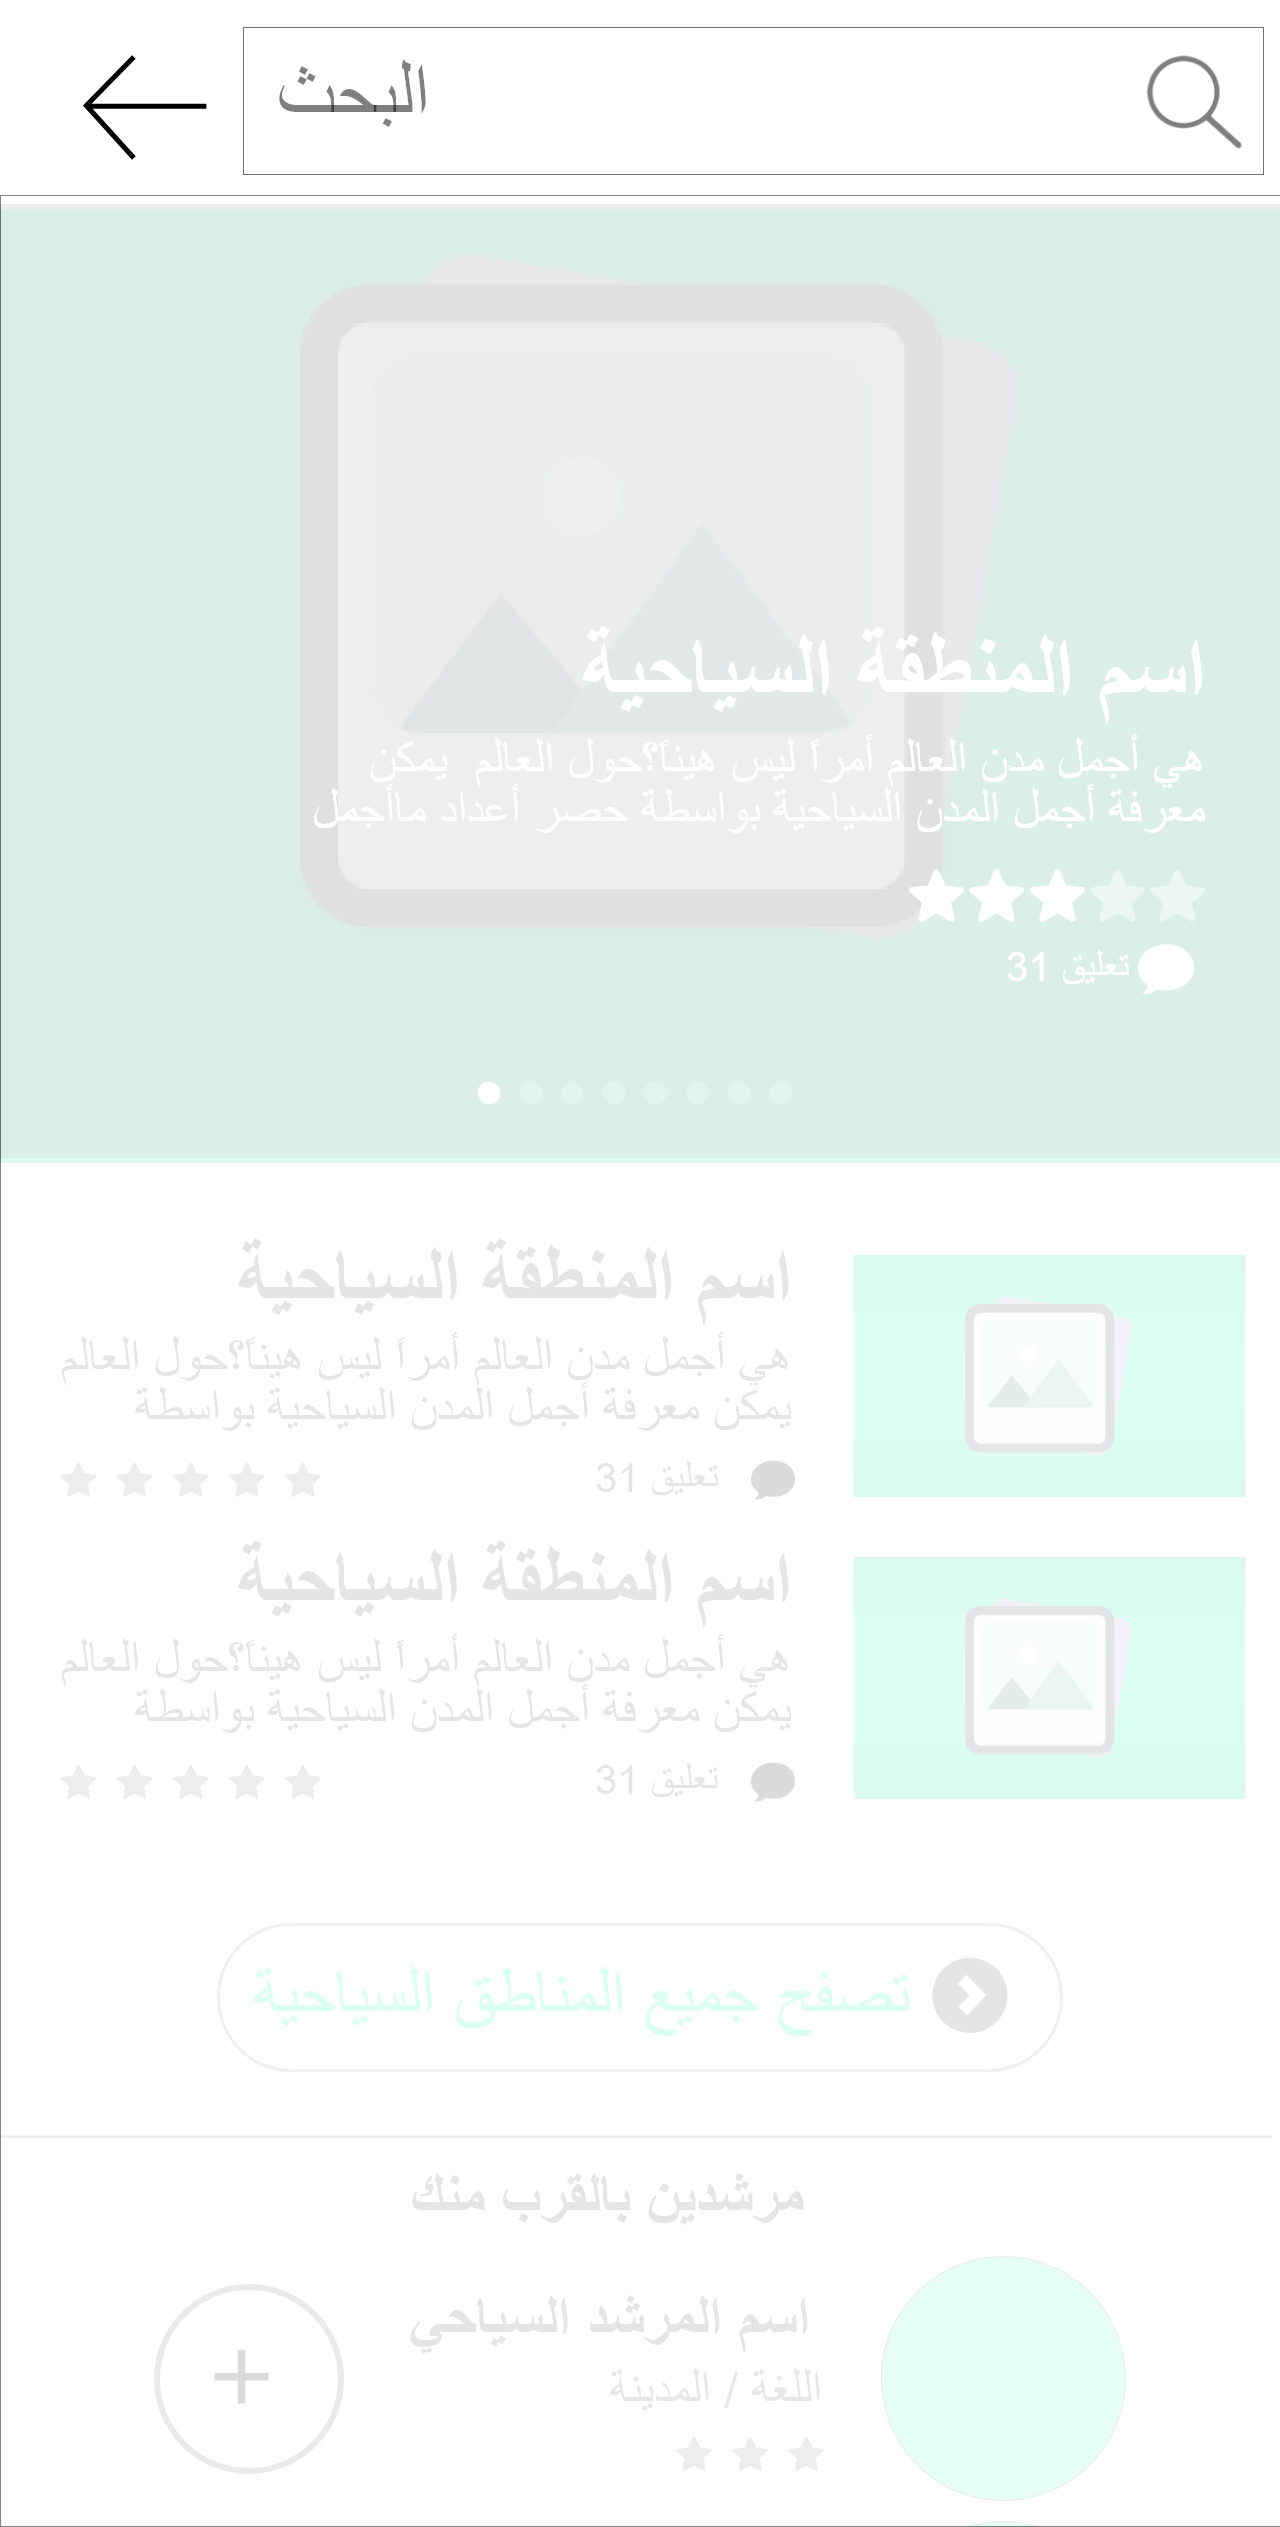 البحث
اسم المنطقة السياحية
هي أجمل مدن العالم أمراً ليس هيناً؟حول العالم يمكن
معرفة أجمل المدن السياحية بواسطة حصر أعداد ماأجمل
تعليق 31
اسم المنطقة السياحية
هي أجمل مدن العالم أمراً ليس هيناً؟حول العالم
يمكن معرفة أجمل المدن السياحية بواسطة
تعليق 31
اسم المنطقة السياحية
هي أجمل مدن العالم أمراً ليس هيناً؟حول العالم
يمكن معرفة أجمل المدن السياحية بواسطة
تعليق 31
تصفح جميع المناطق السياحية
مرشدين بالقرب منك
اسم المرشد السياحي
اللغة / المدينة